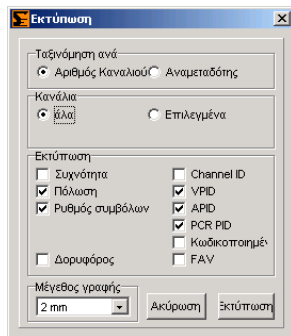 Εκτύπωση
Ταξινόμηση ανά
Αριθμός Καναλιού Αναμεταδότης
Κανάλια
όλα Επιλεγμένα
Εκτύπωση
Συχνότητα Channel ID
Πόλωση VPID
Ρυθμός συμβόλων APID
PCR PID
Κωδικοποιημέν
Δορυφόρος FAV
Μέγεθος γραφής
2 mm Ακύρωση Εκτύπωση